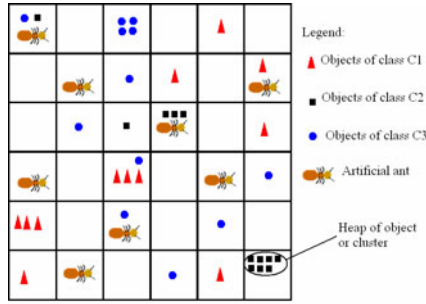 Legend:
Objects of class C1
Objects of class C2
Objects of class C3
Artificial ant
Heap of object
or cluster